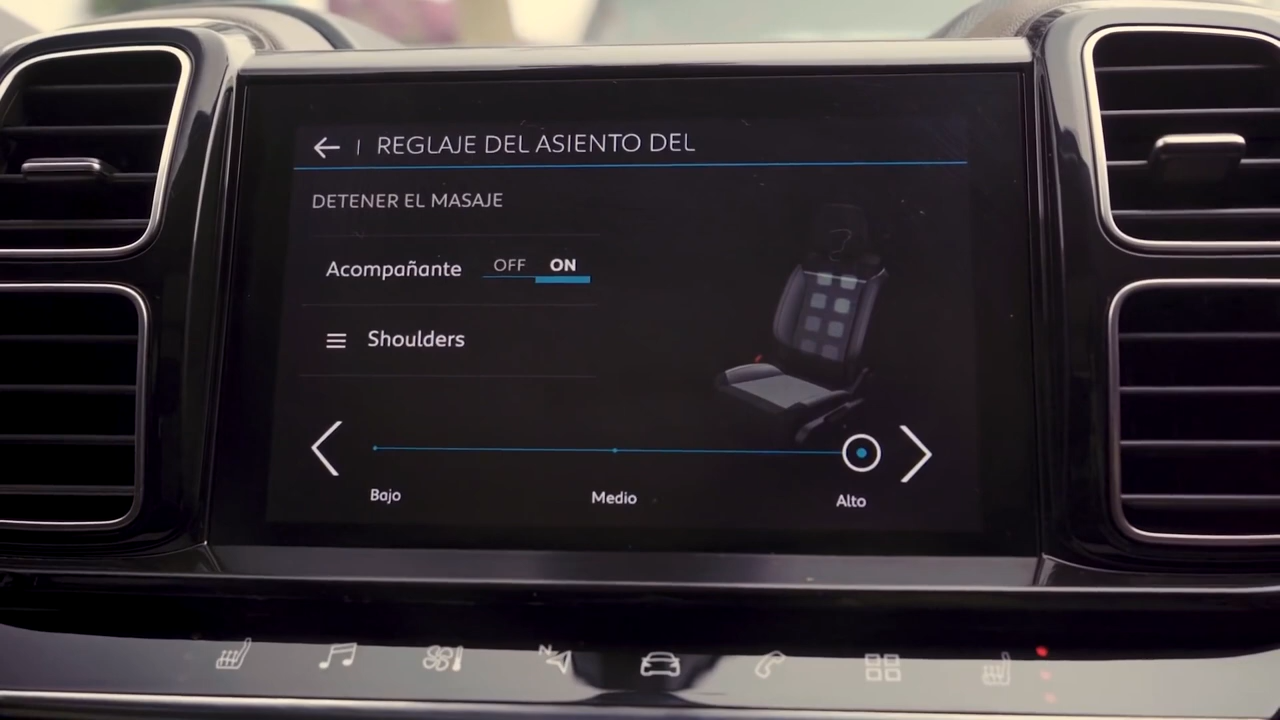 REGLAJE DEL ASIENTO DEL
DETENER EL MASAJE
Acompañante OFF ON
Shoulders
Bajo Medio Alto
N